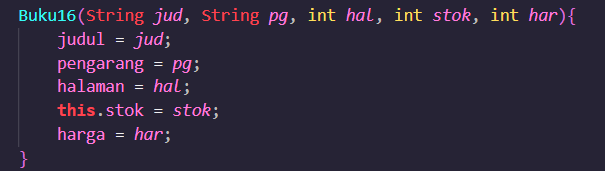 Buku16(String jud, String pg, int hal, int stok, int har){
judul = jud;
pengarang = pg;
halaman = hal;
this.stok = stok;
harga = har;
}